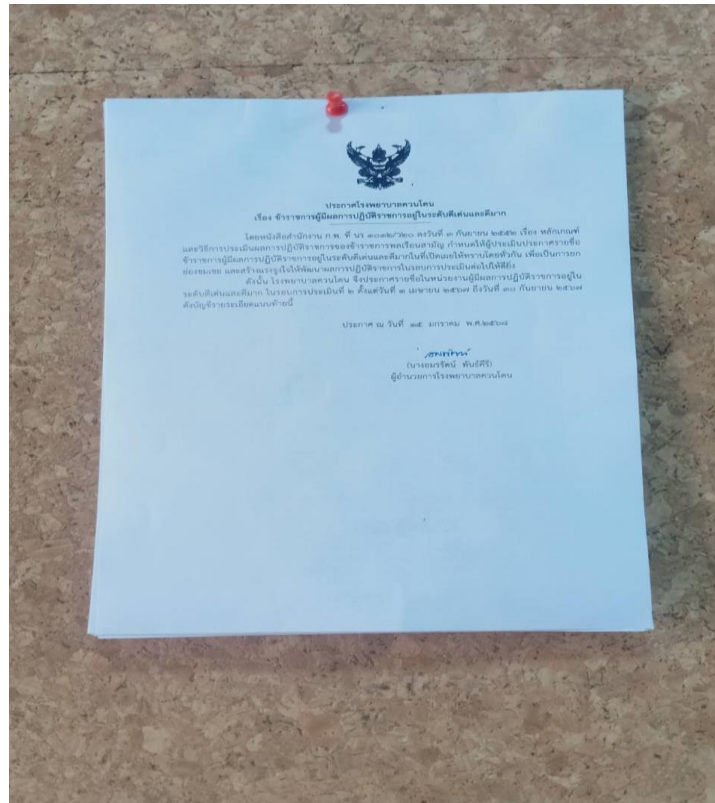 ประกาศโรงพยาบาลควนโดน
เรื่อง ข้าราชการผู้มีผลการปฏิบัติราชการอยู่ในระดับดีเด่นและดีมาก
โดยหนังสือสำนักงาน ก.พ. ที่ นร ๑๐๑๒/ว๒๐ ลงวันที่ ๓ กันยายน ๒๕๕๒ เรื่อง หลักเกณฑ์
และวิธีการประเมินผลการปฏิบัติราชการของข้าราชการพลเรือนสามัญ กำหนดให้ผู้ประเมินประกาศรายชื่อ
ข้าราชการผู้มีผลการปฏิบัติราชการอยู่ในระดับดีเด่นและดีมากในที่เปิดเผยให้ทราบโดยทั่วกัน เพื่อเป็นการยก
ย่องชมเชย และสร้างแรงจูงใจให้พัฒนาผลการปฏิบัติราชการในรอบการประเมินต่อไปให้ดียิ่ง
ดังนั้น โรงพยาบาลควนโดน จึงประกาศรายชื่อในหน่วยงานผู้มีผลการปฏิบัติราชการอยู่ใน
ระดับดีเด่นและดีมาก ในรอบการประเมินที่ ๒ ตั้งแต่วันที่ ๑ เมษายน ๒๕๖๗ ถึงวันที่ ๓๐ กันยายน ๒๕๖๗
ดังบัญชีรายละเอียดแนบท้ายนี้
ประกาศ ณ วันที่ ๑๕ มกราคม พ.ศ.๒๕๖๘
(นางอมรรัตน์ พันธ์คีรี)
ผู้อำนวยการโรงพยาบาลควนโดน